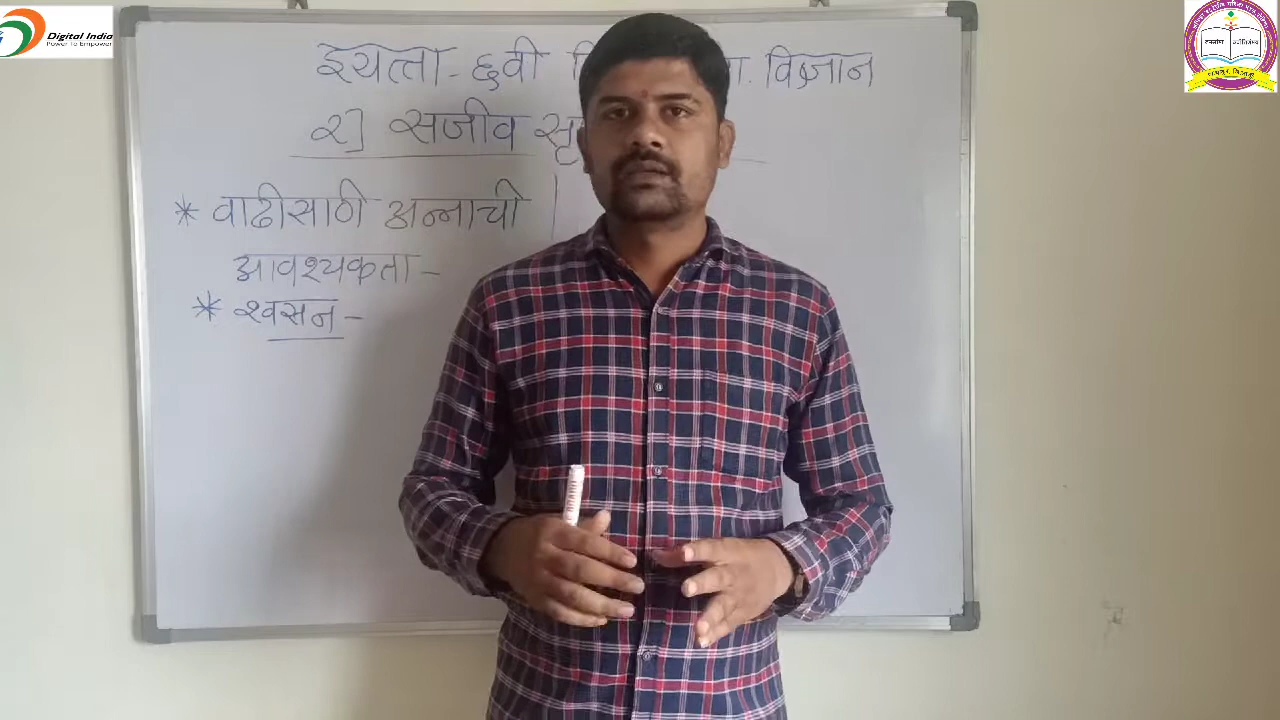 Digital India
Power To Empower
इयत्ता - ६वी वि ा. विज्ञान
२] सजीव सृ
* वाढीसाठी अन्नाची
आवश्यकता -
* श्वसन -